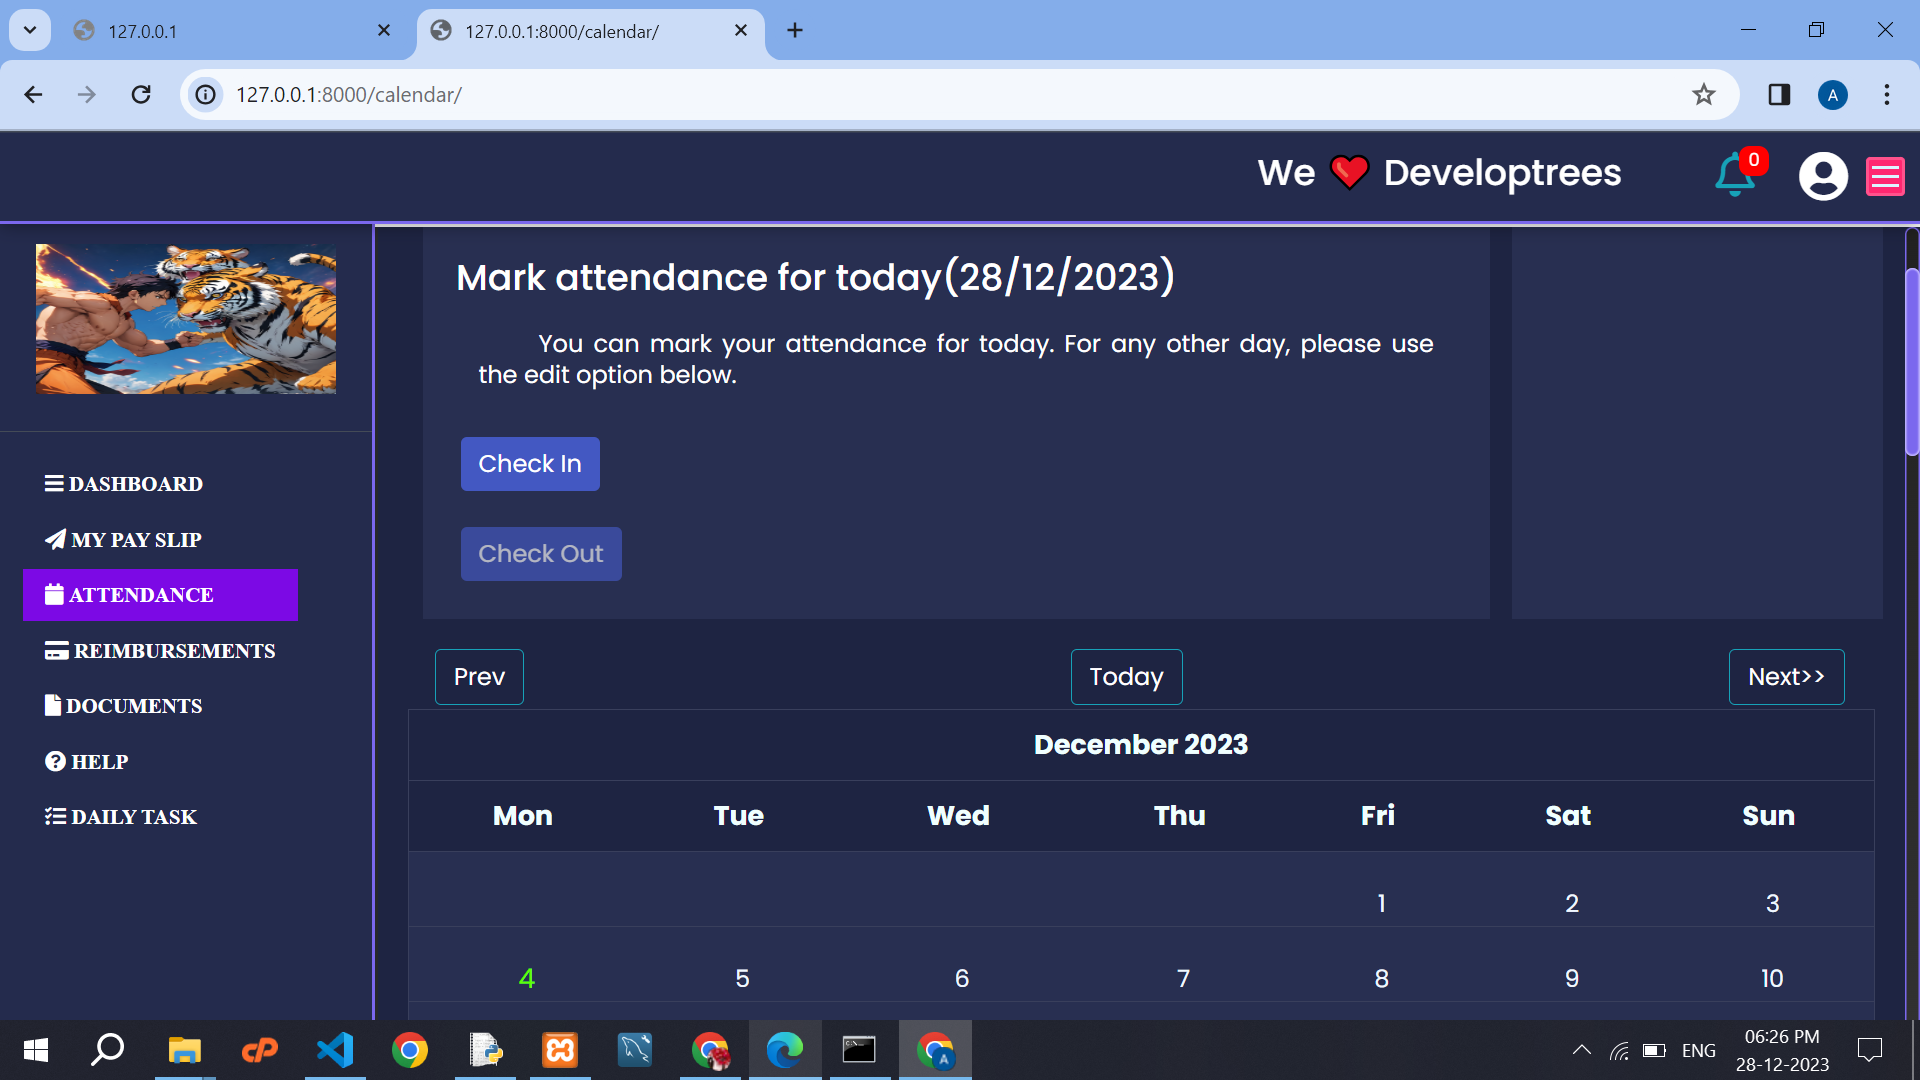 127.0.0.1
127.0.0.1:8000/calendar/
127.0.0.1:8000/calendar/
A
We Developtrees
0
Mark attendance for today(28/12/2023)
You can mark your attendance for today. For any other day, please use
the edit option below.
Check In
Check Out
DASHBOARD
MY PAY SLIP
ATTENDANCE
REIMBURSEMENTS
DOCUMENTS
HELP
DAILY TASK
Prev Today Next>>
December 2023
Mon Tue Wed Thu Fri Sat Sun
1 2 3
4 5 6 7 8 9 10
A
ENG
06:26 PM
28-12-2023